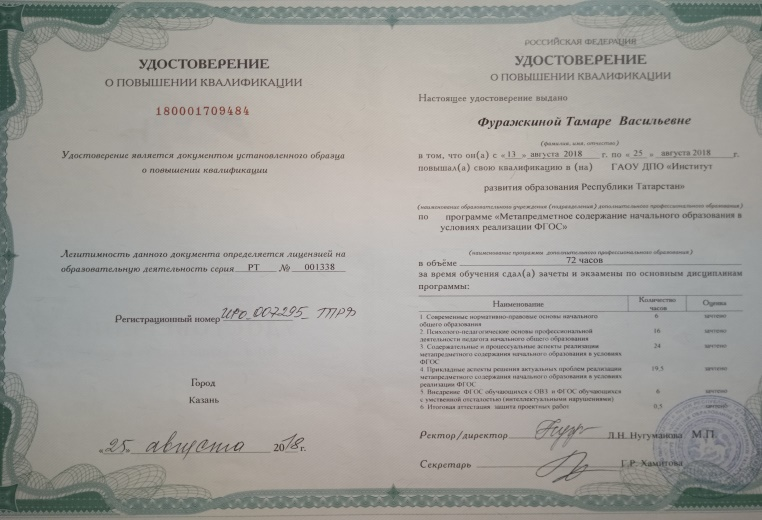 УДОСТОВЕРЕНИЕ
О ПОВЫШЕНИИ КВАЛИФИКАЦИИ
180001709484
Удостоверение является документом установленного образца
о повышении квалификации
Легитимность данного документа определяется лицензией на
образовательную деятельность серия РТ № 001338
Регистрационный номер ИРО_007295_ ТРФ
Город
Казань
«25» августа 2018г.
РОССИЙСКАЯ ФЕДЕРАЦИЯ
УДОСТОВЕРЕНИЕ
О ПОВЫШЕНИИ КВАЛИФИКАЦИИ
Настоящее удостоверение выдано
Фуражкиной Тамаре Васильевне
(фамилия, имя, отчество)
в том, что он(а) с «13 » августа 2018 г. по « 25 » августа 2018 г.
повышал(а) свою квалификацию в (на) ГАОУ ДПО «Институт
развития образования Республики Татарстан»
(наименование образовательного учреждения (подразделения) дополнительного профессионального образования)
по программе «Метапредметное содержание начального образования в
условиях реализации ФГОС»
(наименование программы дополнительного профессионального образования)
в объёме 72 часов
за время обучения сдал(а) зачеты и экзамены по основным дисциплинам
программы:
Наименование Количество часов Оценка
1. Современные нормативно-правовые основы начального 6 зачтено
общего образования
2. Психолого-педагогические основы профессиональной 16 зачтено
деятельности педагога начального общего образования
3. Содержательные и процессуальные аспекты реализации 24 зачтено
метапредметного содержания начального образования в условиях
ФГОС
4. Прикладные аспекты решения актуальных проблем реализации 19,5 зачтено
метапредметного содержания начального образования в условиях
реализации ФГОС
5. Внедрение ФГОС обучающихся с ОВЗ и ФГОС обучающихся 6 зачтено
с умственной отсталостью (интеллектуальными нарушениями)
6. Итоговая аттестация: защита проектных работ 0,5 зачтено
Ректор/директор Л.Н. Нугуманова М.П.
Секретарь Г.Р. Хамитова